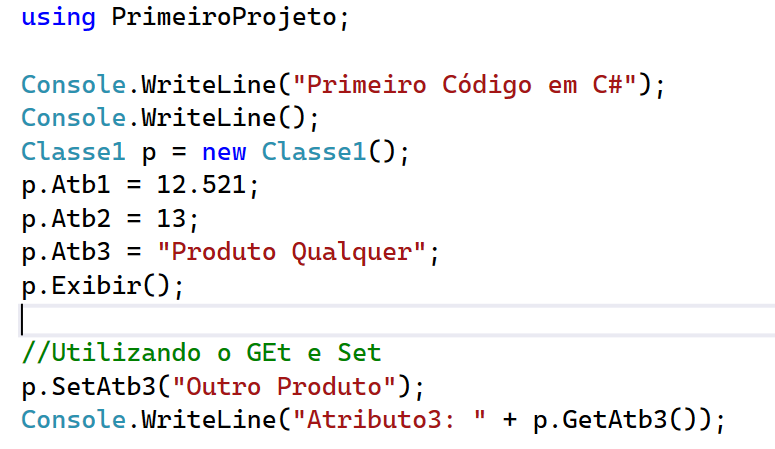 using PrimeiroProjeto;
Console.WriteLine("Primeiro Código em C#");
Console.WriteLine();
Classe1 p = new Classe1();
p.Atb1 = 12.521;
p.Atb2 = 13;
p.Atb3 = "Produto Qualquer";
p.Exibir();
//Utilizando o GEt e Set
p.SetAtb3("Outro Produto");
Console.WriteLine("Atributo3: " + p.GetAtb3());